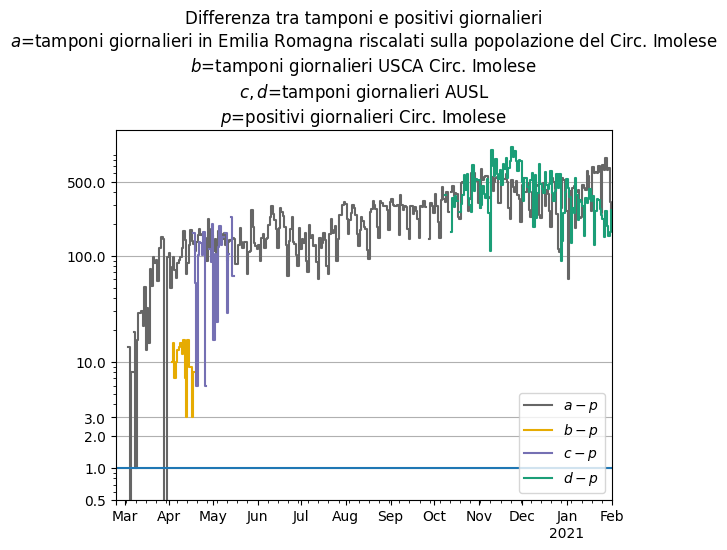 Differenza tra tamponi e positivi giornalieri
a=tamponi giornalieri in Emilia Romagna riscalati sulla popolazione del Circ. Imolese
b=tamponi giornalieri USCA Circ. Imolese
c, d=tamponi giornalieri AUSL
p=positivi giornalieri Circ. Imolese
500.0
100.0
10.0
3.0
2.0
1.0
0.5
a − p
b − p
c − p
d − p
Mar Apr May Jun Jul Aug Sep Oct Nov Dec Jan Feb
2021